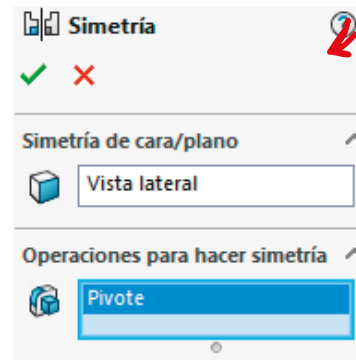 Simetría
Simetría de cara/plano
Vista lateral
Operaciones para hacer simetría
Pivote